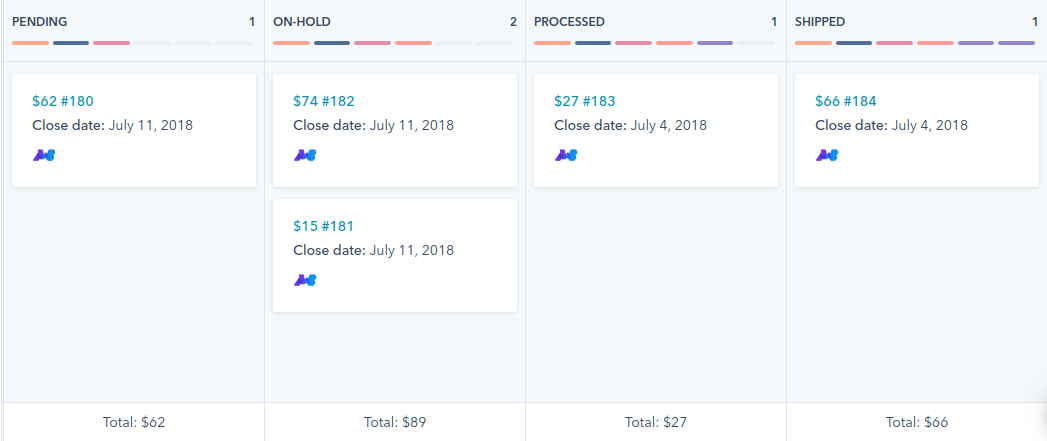 PENDING 1
$62 #180
Close date: July 11, 2018
Total: $62
ON-HOLD 2
$74 #182
Close date: July 11, 2018
$15 #181
Close date: July 11, 2018
Total: $89
PROCESSED 1
$27 #183
Close date: July 4, 2018
Total: $27
SHIPPED 1
$66 #184
Close date: July 4, 2018
Total: $66